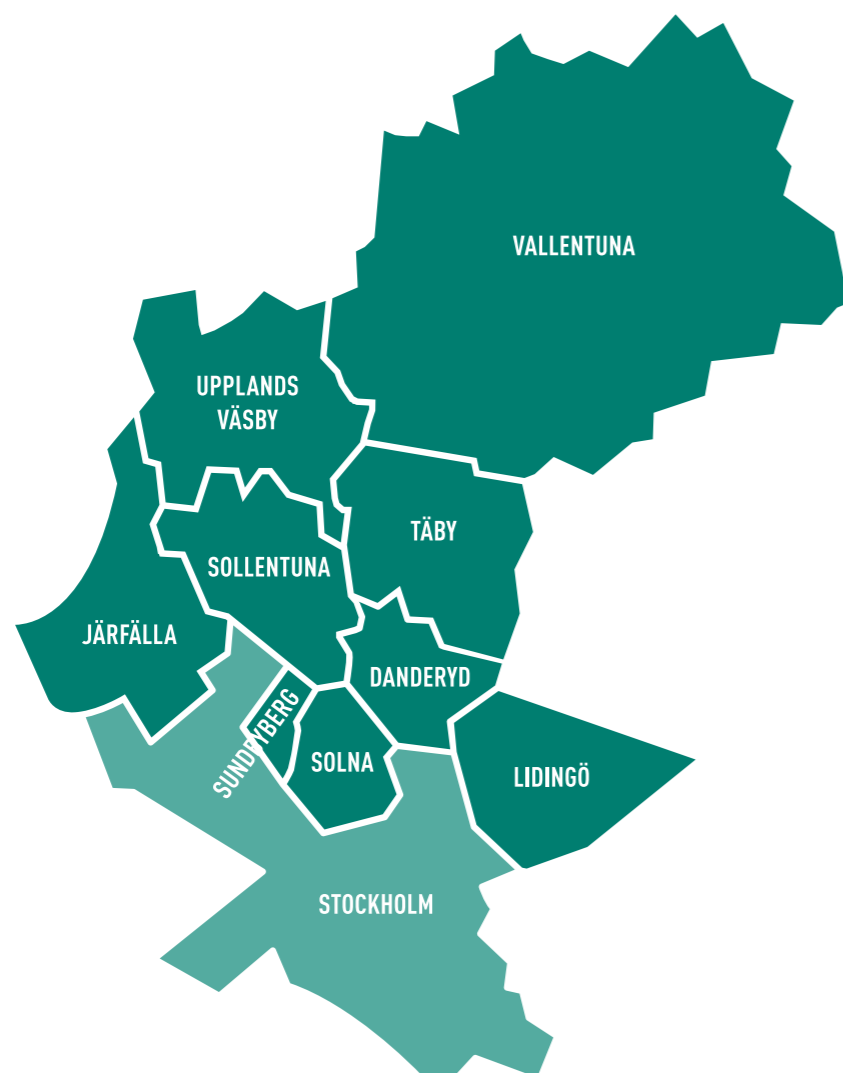 VALLENTUNA
UPPLANDS
VÄSBY
TÄBY
SOLLENTUNA
JÄRFÄLLA
DANDERYD
SUNDBYBERG
SOLNA
LIDINGÖ
STOCKHOLM